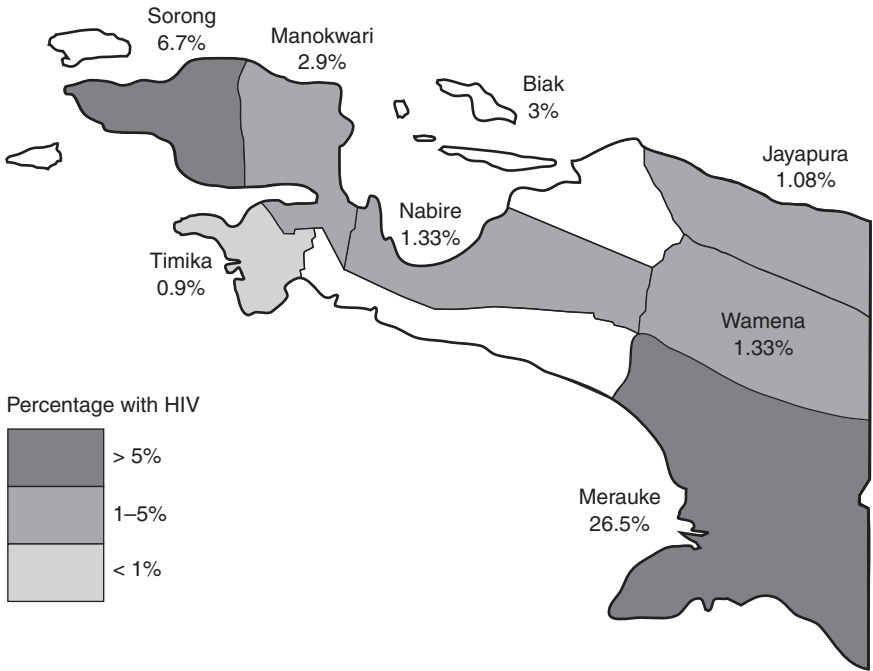 Sorong
6.7%
Manokwari
2.9%
Biak
3%
Jayapura
1.08%
Nabire
1.33%
Timika
0.9%
Wamena
1.33%
Percentage with HIV
> 5%
1–5%
< 1%
Merauke
26.5%